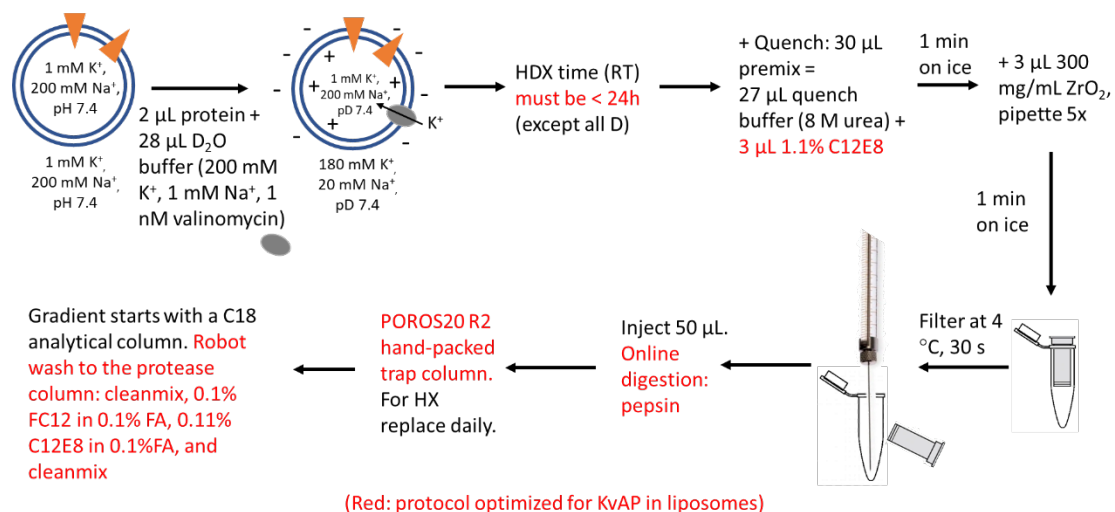 1 mM K⁺,
200 mM Na⁺,
pH 7.4
1 mM K⁺,
200 mM Na⁺,
pH 7.4
2 µL protein +
28 µL D₂O
buffer (200 mM
K⁺, 1 mM Na⁺, 1
nM valinomycin)
- - - - - - - - -
+ + + + + +
1 mM K⁺,
200 mM Na⁺,
pD 7.4
K⁺
180 mM K⁺,
20 mM Na⁺,
pD 7.4
HDX time (RT)
must be < 24h
(except all D)
+ Quench: 30 µL
premix =
27 µL quench
buffer (8 M urea) +
3 µL 1.1% C12E8
1 min
on ice
+ 3 µL 300
mg/mL ZrO₂,
pipette 5x
1 min
on ice
Filter at 4
°C, 30 s
Inject 50 µL.
Online
digestion:
pepsin
POROS20 R2
hand-packed
trap column.
For HX
replace daily.
Gradient starts with a C18
analytical column. Robot
wash to the protease
column: cleanmix, 0.1%
FC12 in 0.1% FA, 0.11%
C12E8 in 0.1%FA, and
cleanmix
(Red: protocol optimized for KvAP in liposomes)